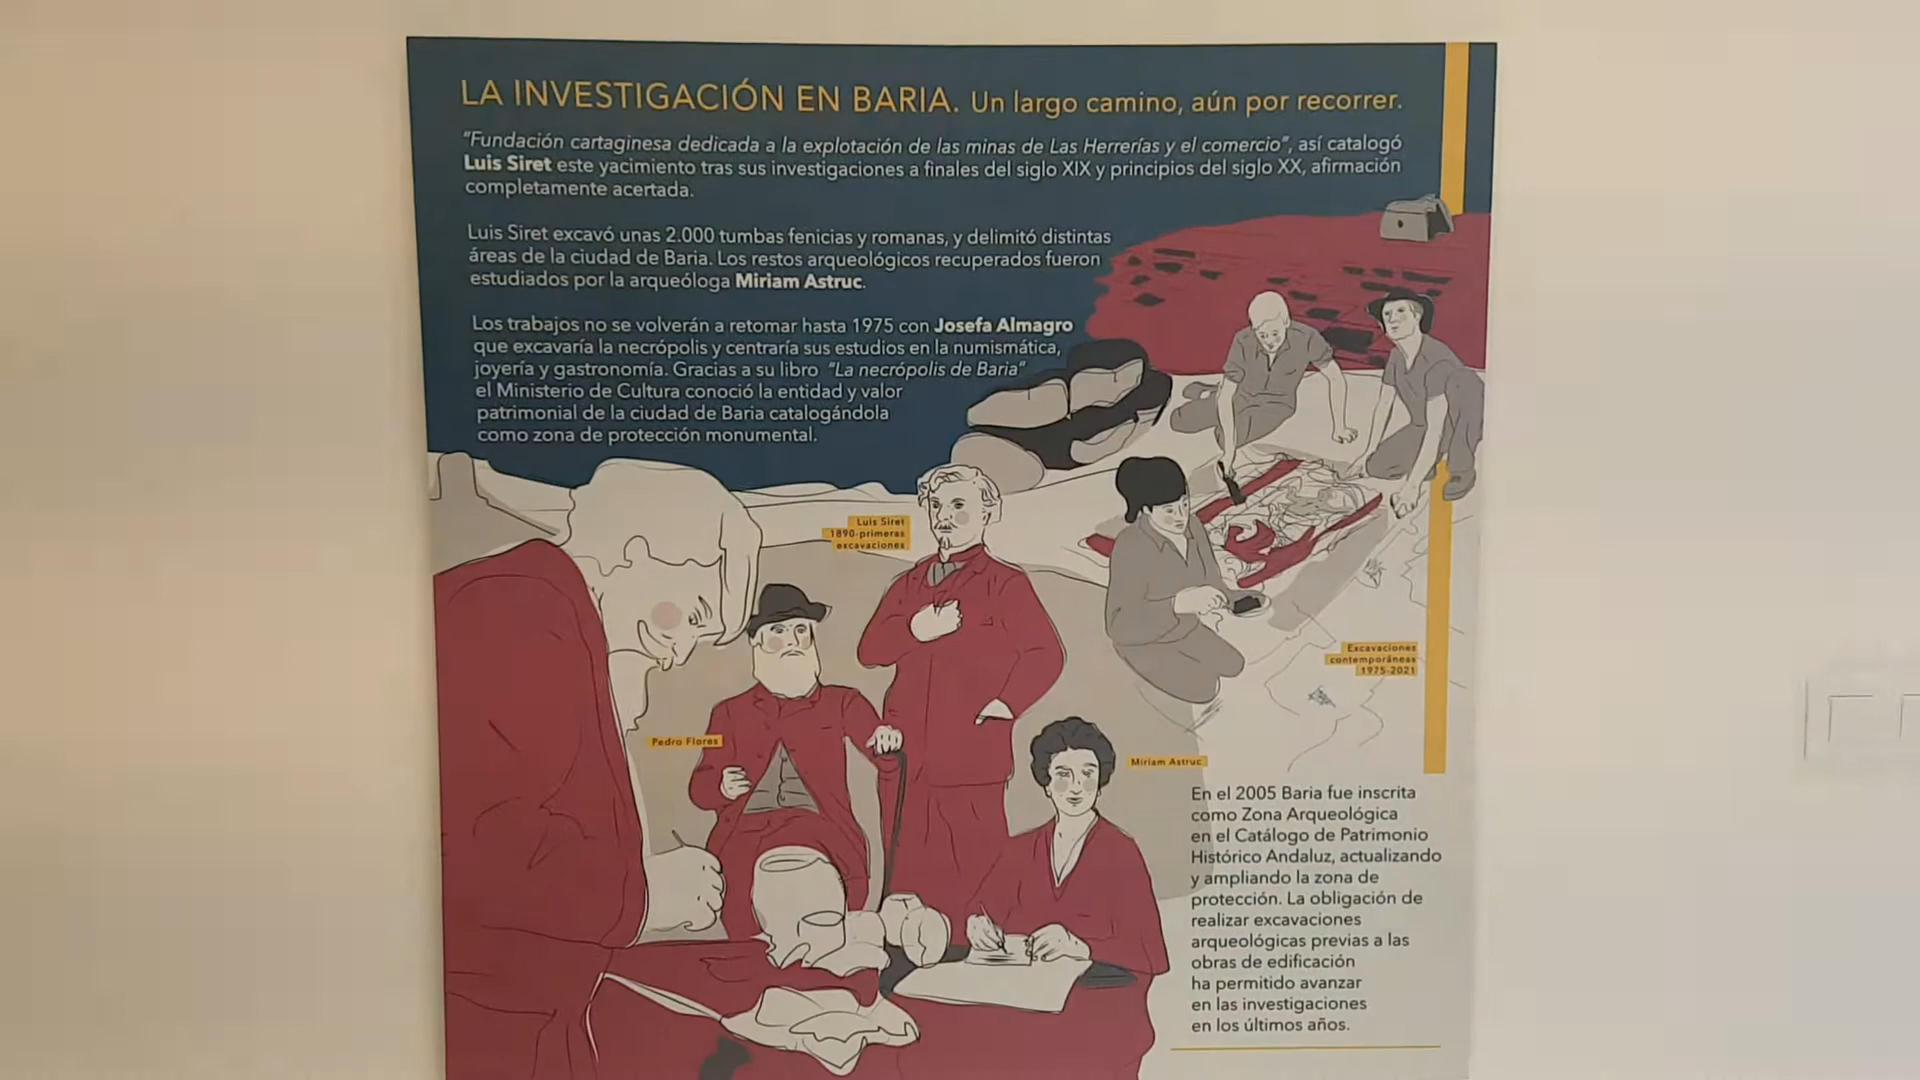 LA INVESTIGACIÓN EN BARIA. Un largo camino, aún por recorrer.
"Fundación cartaginesa dedicada a la explotación de las minas de Las Herrerías y el comercio", así catalogó
Luis Siret este yacimiento tras sus investigaciones a finales del siglo XIX y principios del siglo XX, afirmación
completamente acertada.
Luis Siret excavó unas 2.000 tumbas fenicias y romanas, y delimitó distintas
áreas de la ciudad de Baria. Los restos arqueológicos recuperados fueron
estudiados por la arqueóloga Miriam Astruc.
Los trabajos no se volverán a retomar hasta 1975 con Josefa Almagro
que excavaría la necrópolis y centraría sus estudios en la numismática,
joyería y gastronomía. Gracias a su libro "La necrópolis de Baria"
el Ministerio de Cultura conoció la entidad y valor
patrimonial de la ciudad de Baria catalogándola
como zona de protección monumental.
Luis Siret
1890-primeras
excavaciones
Excavaciones
contemporáneas
1975-2021
Pedro Flores
Miriam Astruc
En el 2005 Baria fue inscrita
como Zona Arqueológica
en el Catálogo de Patrimonio
Histórico Andaluz, actualizando
y ampliando la zona de
protección. La obligación de
realizar excavaciones
arqueológicas previas a las
obras de edificación
ha permitido avanzar
en las investigaciones
en los últimos años.